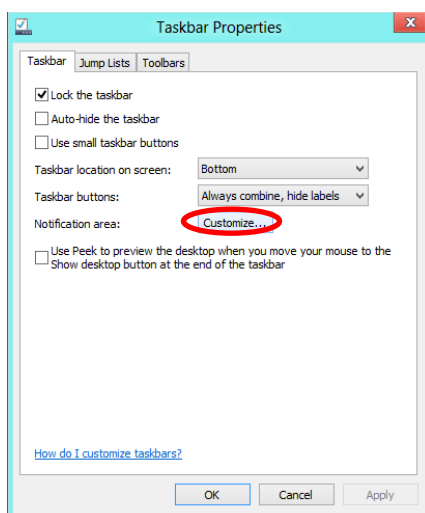 Taskbar Properties
x
Taskbar Jump Lists Toolbars
Lock the taskbar
Auto-hide the taskbar
Use small taskbar buttons
Taskbar location on screen: Bottom
Taskbar buttons: Always combine, hide labels
Notification area: Customize...
Use Peek to preview the desktop when you move your mouse to the
Show desktop button at the end of the taskbar
How do I customize taskbars?
OK Cancel Apply